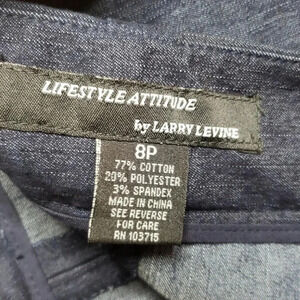 LIFESTYLE ATTITUDE
by LARRY LEVINE
8P
77% COTTON
20% POLYESTER
3% SPANDEX
MADE IN CHINA
SEE REVERSE
FOR CARE
RN 103715